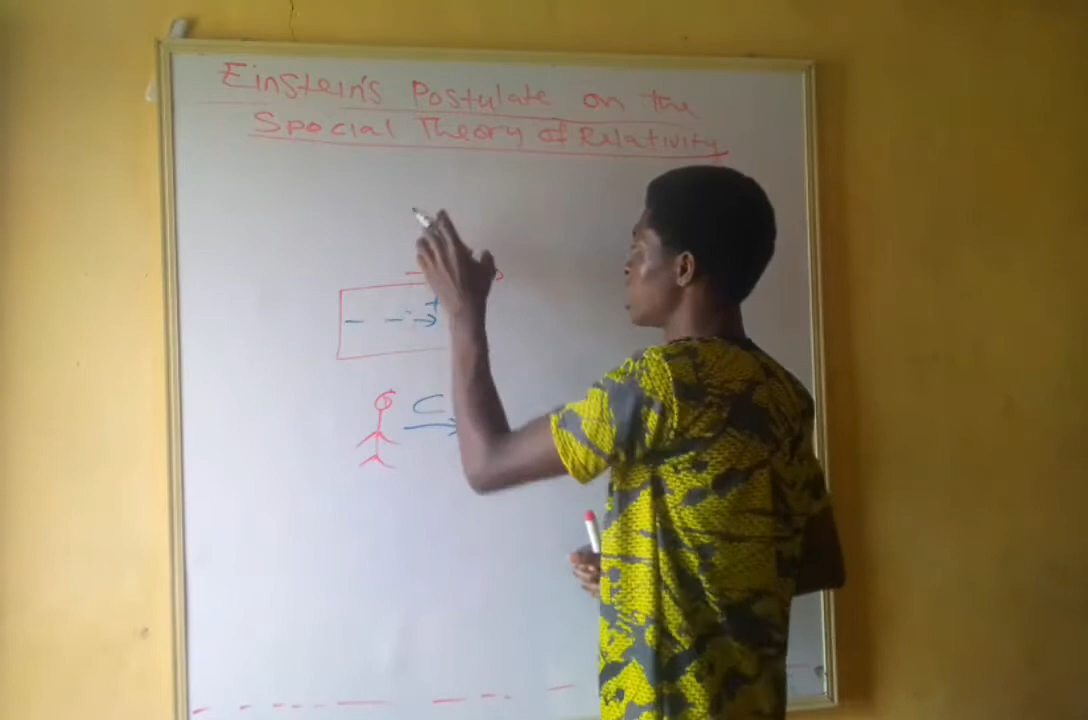 Einstein's Postulate on the
Special Theory of Relativity
C